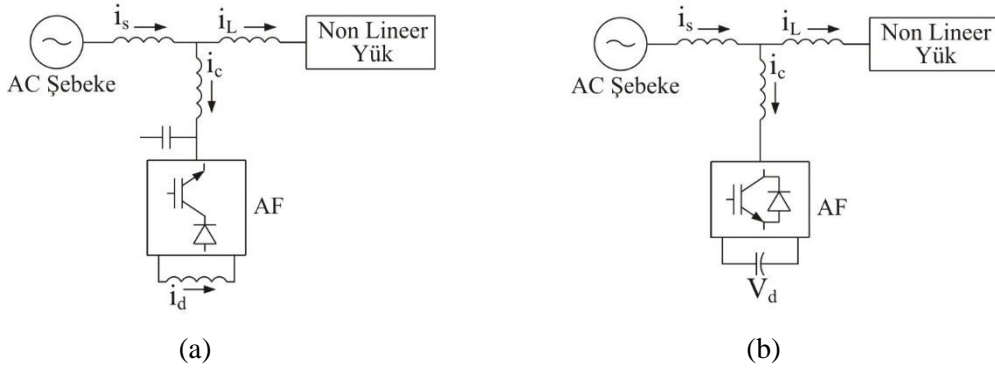 i_s
i_L
Non Lineer
Yük
AC Şebeke
i_c
AF
i_d
(a)
i_s
i_L
Non Lineer
Yük
AC Şebeke
i_c
AF
V_d
(b)